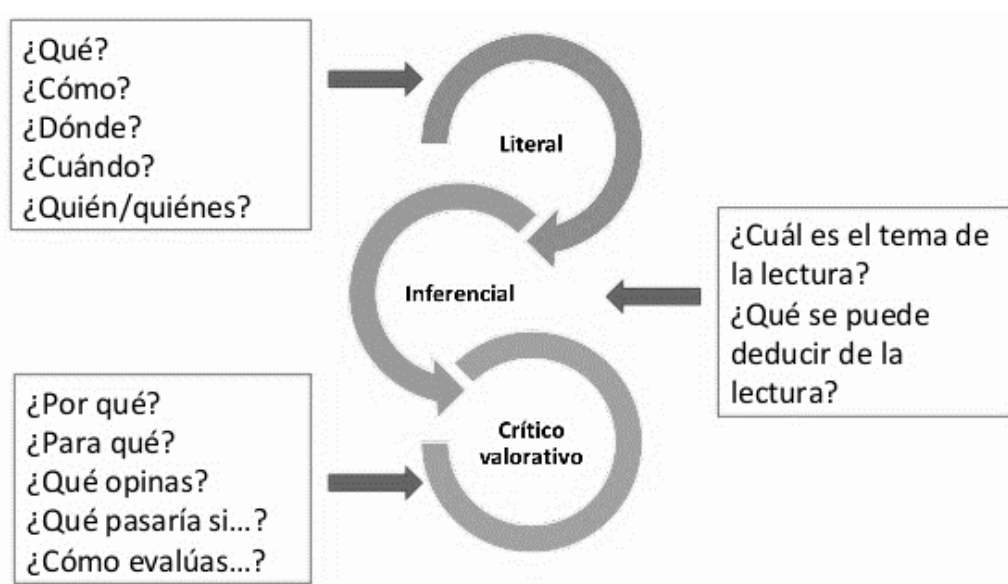 ¿Qué?
¿Cómo?
¿Dónde?
¿Cuándo?
¿Quién/quiénes?
Literal
¿Cuál es el tema de
la lectura?
¿Qué se puede
deducir de la
lectura?
Inferencial
¿Por qué?
¿Para qué?
¿Qué opinas?
¿Qué pasaría si...?
¿Cómo evalúas...?
Crítico
valorativo